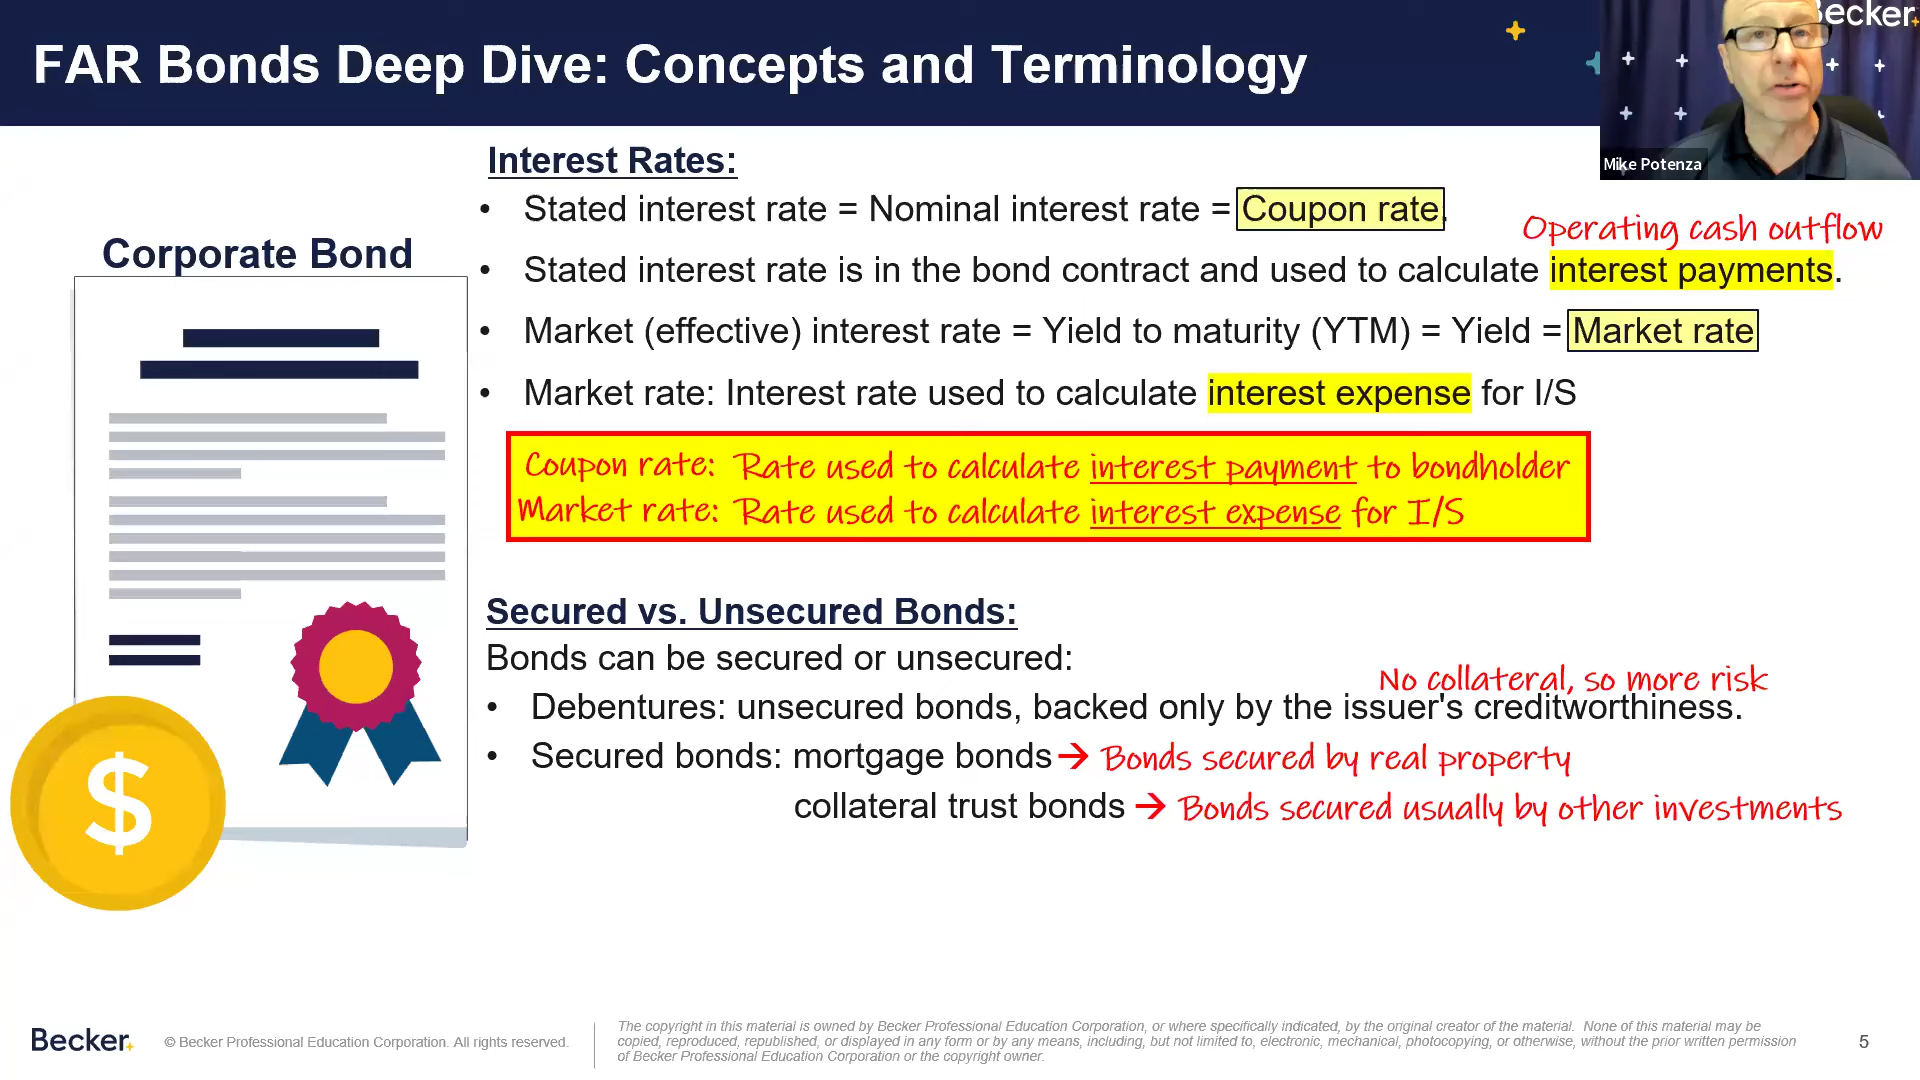 FAR Bonds Deep Dive: Concepts and Terminology
Becker
Mike Potenza
Corporate Bond
$
Interest Rates:
• Stated interest rate = Nominal interest rate = Coupon rate.
Operating cash outflow
• Stated interest rate is in the bond contract and used to calculate interest payments.
• Market (effective) interest rate = Yield to maturity (YTM) = Yield = Market rate
• Market rate: Interest rate used to calculate interest expense for I/S
Coupon rate: Rate used to calculate interest payment to bondholder
Market rate: Rate used to calculate interest expense for I/S
Secured vs. Unsecured Bonds:
Bonds can be secured or unsecured:
No collateral, so more risk
• Debentures: unsecured bonds, backed only by the issuer's creditworthiness.
• Secured bonds: mortgage bonds → Bonds secured by real property
collateral trust bonds → Bonds secured usually by other investments
Becker.
© Becker Professional Education Corporation. All rights reserved.
The copyright in this material is owned by Becker Professional Education Corporation, or where specifically indicated, by the original creator of the material. None of this material may be
copied, reproduced, republished, or displayed in any form or by any means, including, but not limited to, electronic, mechanical, photocopying, or otherwise, without the prior written permission
of Becker Professional Education Corporation or the copyright owner.
5